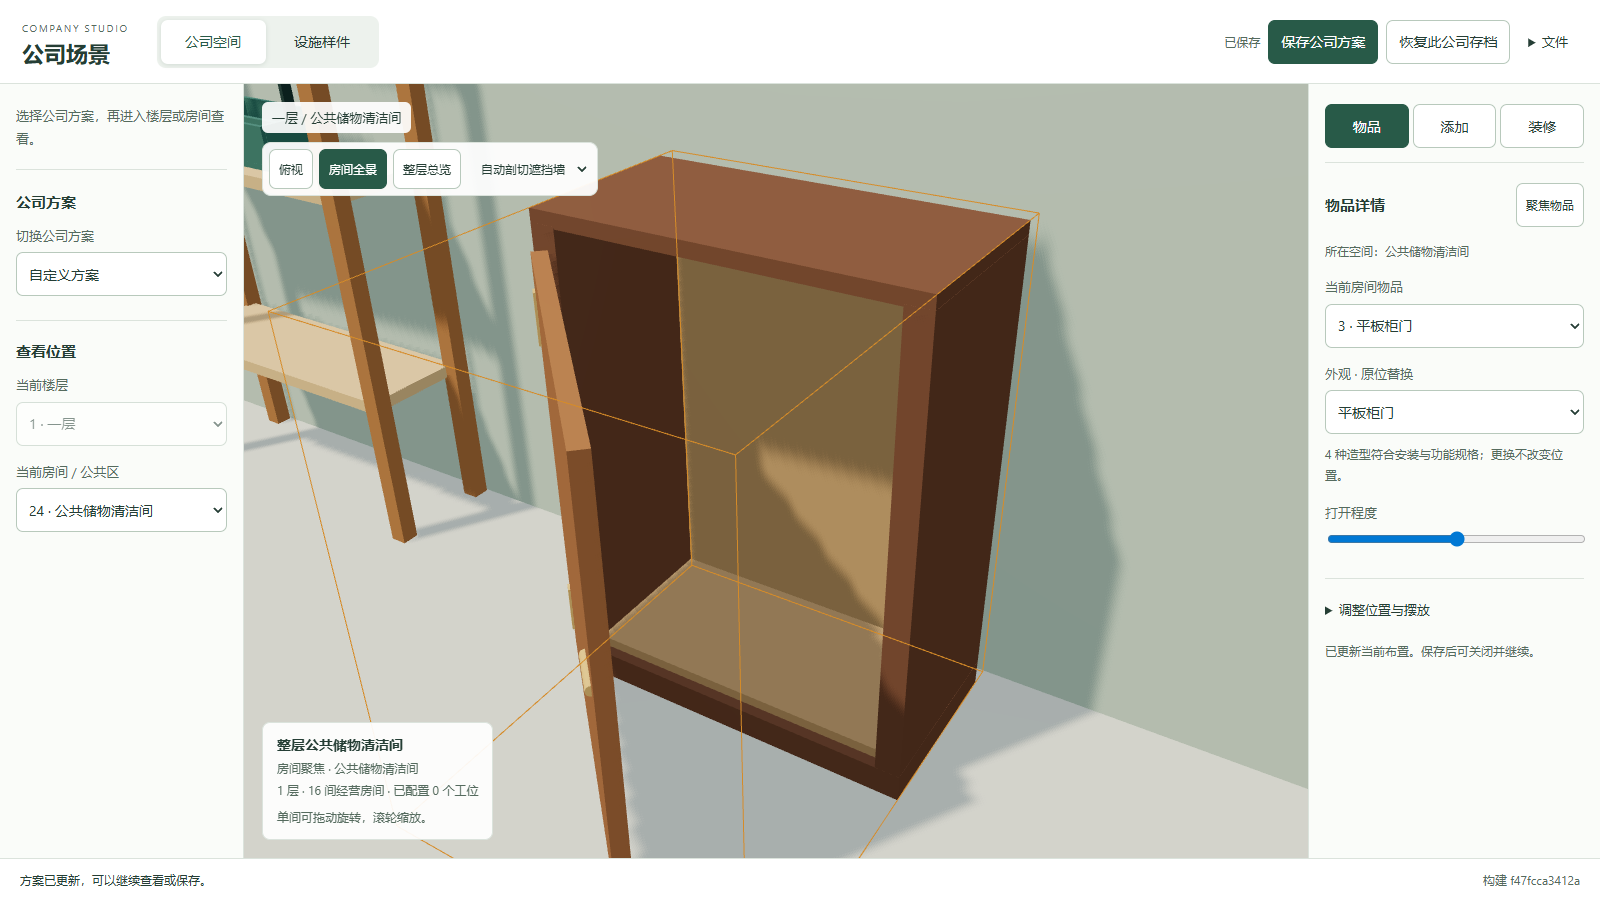 COMPANY STUDIO
公司场景
公司空间
设施样件
已保存
保存公司方案
恢复此公司存档
▶ 文件
选择公司方案，再进入楼层或房间查
看。
公司方案
切换公司方案
自定义方案
查看位置
当前楼层
1 · 一层
当前房间 / 公共区
24 · 公共储物清洁间
一层 / 公共储物清洁间
俯视
房间全景
整层总览
自动剖切遮挡墙
整层公共储物清洁间
房间聚焦 · 公共储物清洁间
1 层 · 16 间经营房间 · 已配置 0 个工位
单间可拖动旋转，滚轮缩放。
物品
添加
装修
物品详情
聚焦物品
所在空间：公共储物清洁间
当前房间物品
3 · 平板柜门
外观 · 原位替换
平板柜门
4 种造型符合安装与功能规格；更换不改变位
置。
打开程度
▶ 调整位置与摆放
已更新当前布置。保存后可关闭并继续。
方案已更新，可以继续查看或保存。
构建 f47fcca3412a